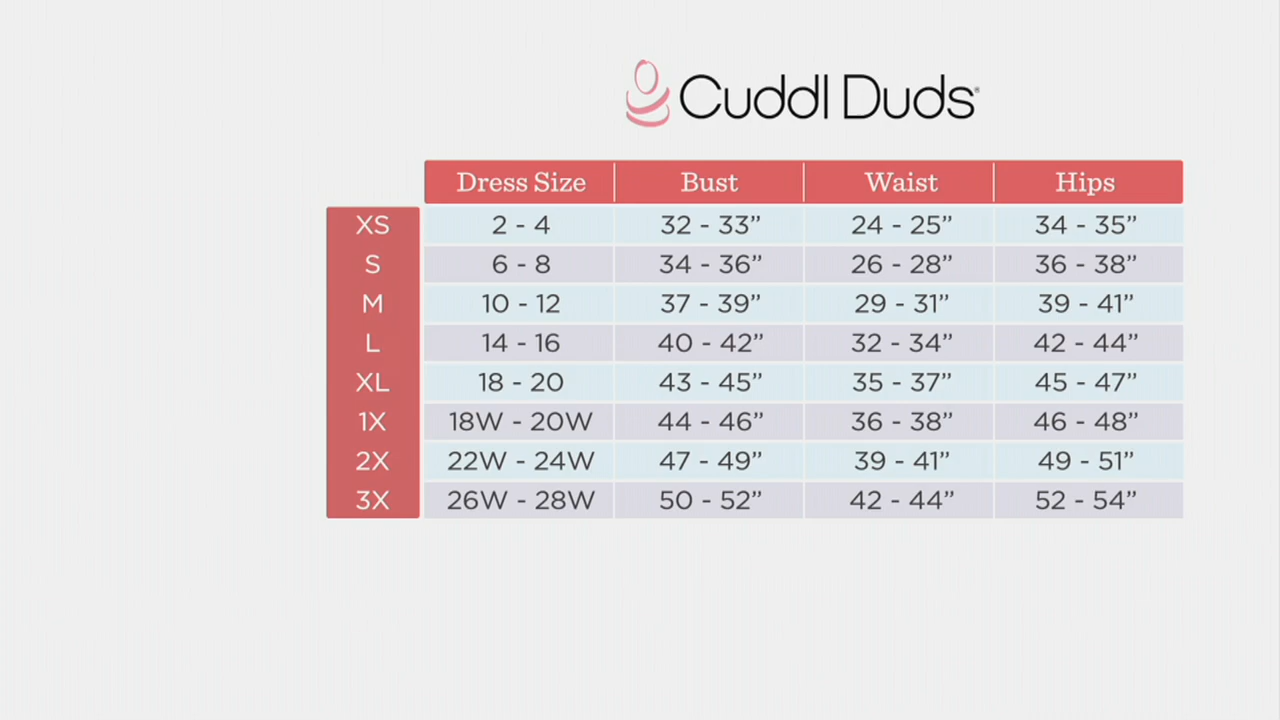 Cuddl Duds®
Dress Size Bust Waist Hips
XS 2 - 4 32 - 33” 24 - 25” 34 - 35”
S 6 - 8 34 - 36” 26 - 28” 36 - 38”
M 10 - 12 37 - 39” 29 - 31” 39 - 41”
L 14 - 16 40 - 42” 32 - 34” 42 - 44”
XL 18 - 20 43 - 45” 35 - 37” 45 - 47”
1X 18W - 20W 44 - 46” 36 - 38” 46 - 48”
2X 22W - 24W 47 - 49” 39 - 41” 49 - 51”
3X 26W - 28W 50 - 52” 42 - 44” 52 - 54”